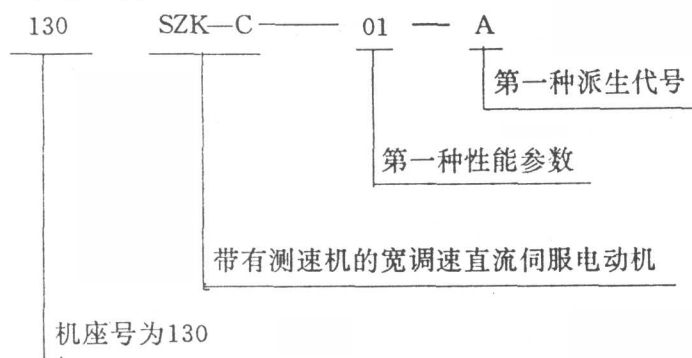 130 SZK—C——01—A
第一种派生代号
第一种性能参数
带有测速机的宽调速直流伺服电动机
机座号为130